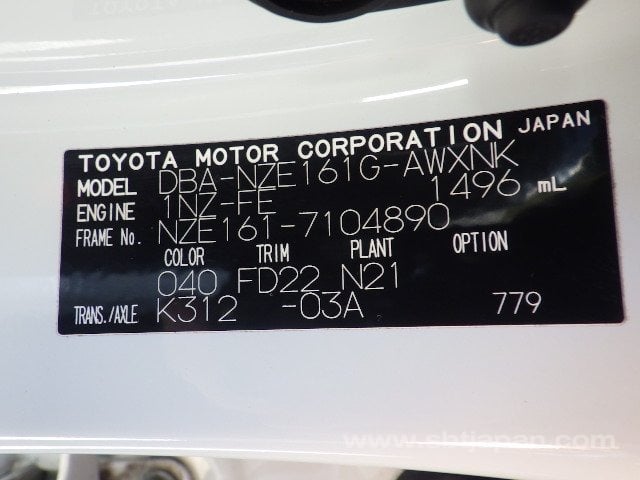 TOYOTA MOTOR CORPORATION JAPAN
MODEL DBA-NZE161G-AWXNK
ENGINE 1NZ-FE 1496 mL
FRAME No. NZE161-7104890
COLOR TRIM PLANT OPTION
040 FD22 N21
TRANS./AXLE K312 -03A 779
www.sbtjapan.com